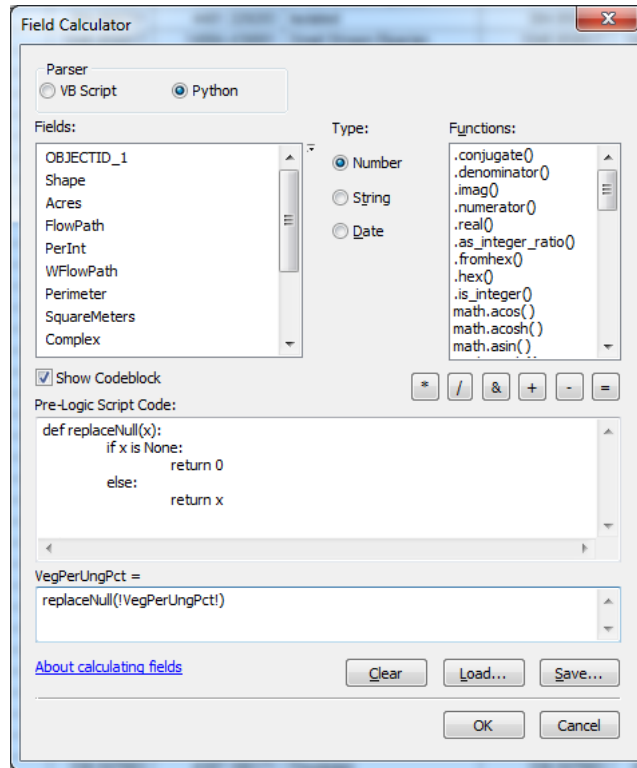 Field Calculator
Parser
VB Script
Python
Fields:
Type:
Functions:
OBJECTID_1
Shape
Acres
FlowPath
PerInt
WFlowPath
Perimeter
SquareMeters
Complex
Number
String
Date
.conjugate()
.denominator()
.imag()
.numerator()
.real()
.as_integer_ratio()
.fromhex()
.hex()
.is_integer()
math.acos( )
math.acosh( )
math.asin( )
Show Codeblock
* / & + - =
Pre-Logic Script Code:
def replaceNull(x):
if x is None:
return 0
else:
return x
VegPerUngPct =
replaceNull(!VegPerUngPct!)
About calculating fields
Clear
Load...
Save...
OK
Cancel